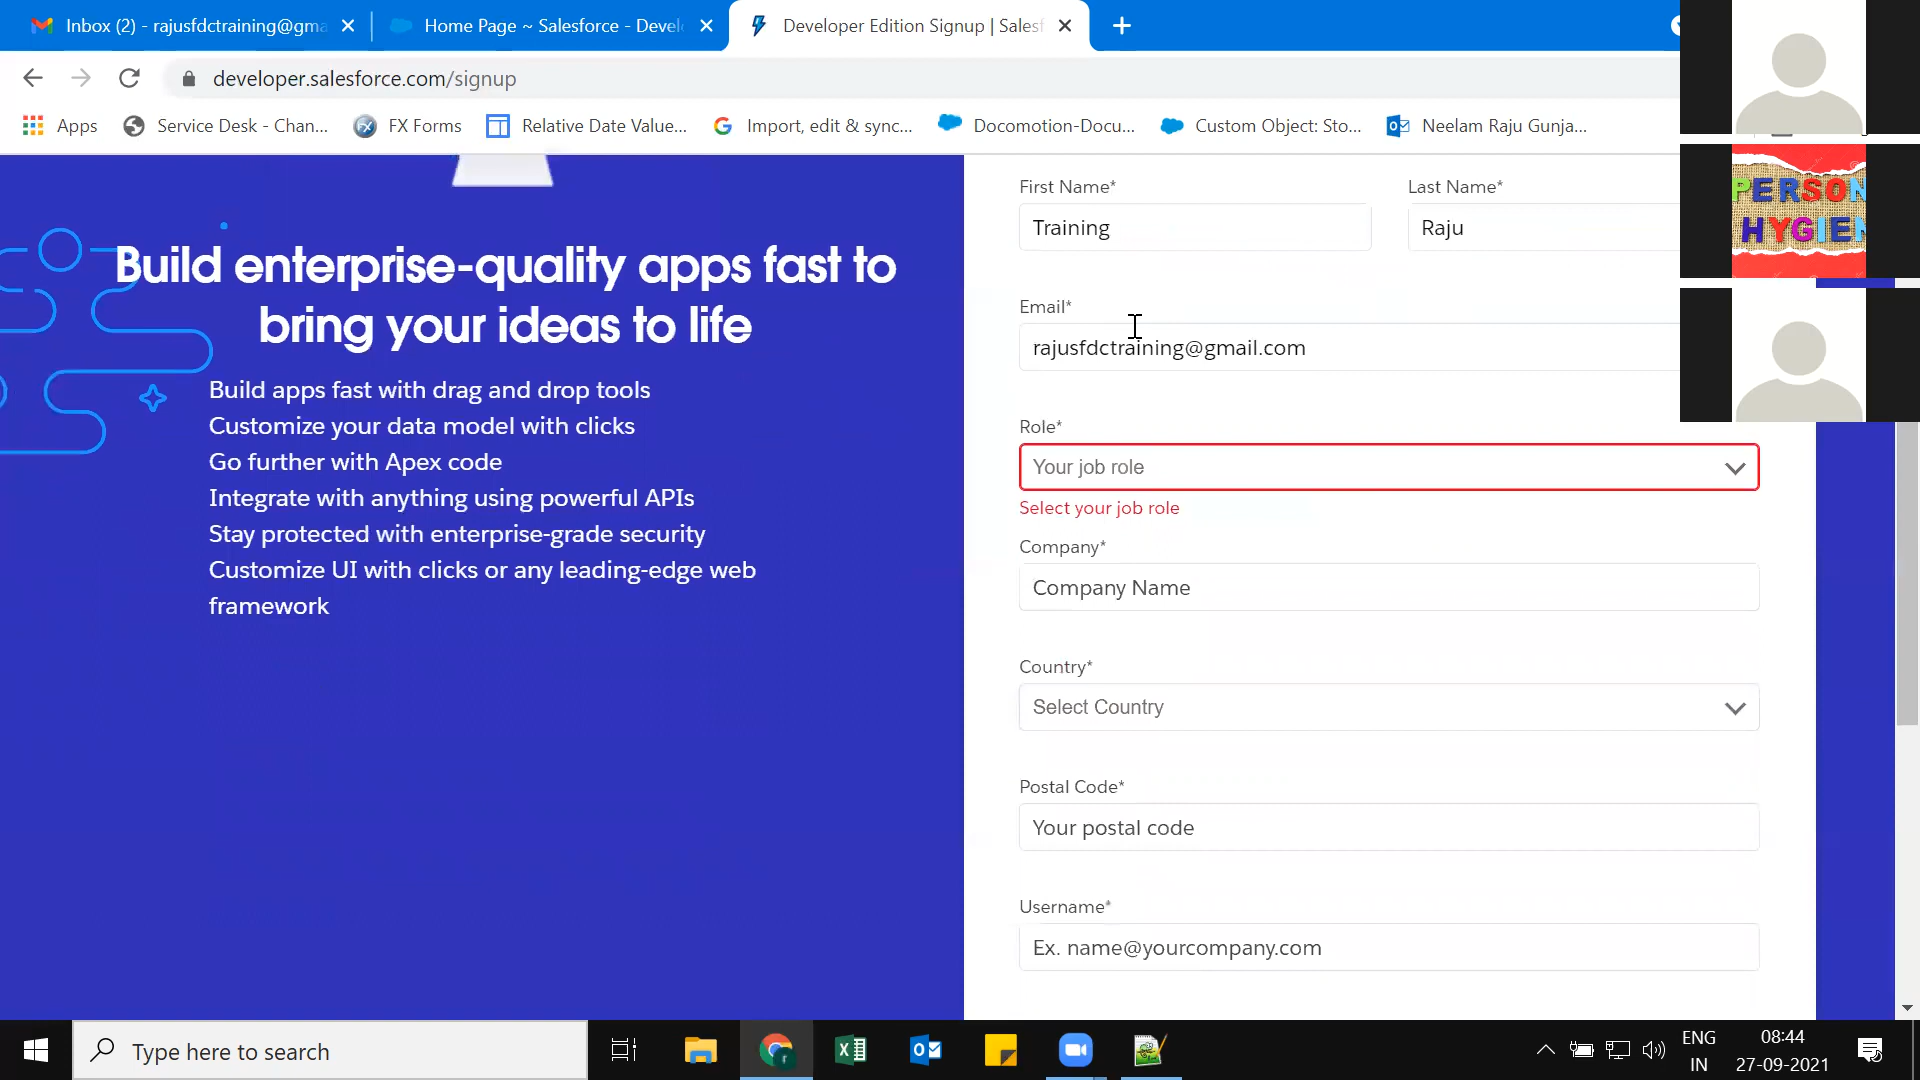 Inbox (2) - rajusfdctraining@gma
Home Page ~ Salesforce - Devel
Developer Edition Signup | Salesf
developer.salesforce.com/signup
Apps
Service Desk - Chan...
FX Forms
Relative Date Value...
Import, edit & sync...
Docomotion-Docu...
Custom Object: Sto...
Neelam Raju Gunja...
Build enterprise-quality apps fast to
bring your ideas to life
Build apps fast with drag and drop tools
Customize your data model with clicks
Go further with Apex code
Integrate with anything using powerful APIs
Stay protected with enterprise-grade security
Customize UI with clicks or any leading-edge web
framework
First Name*
Last Name*
Training
Raju
Email*
rajusfdctraining@gmail.com
Role*
Your job role
Select your job role
Company*
Company Name
Country*
Select Country
Postal Code*
Your postal code
Username*
Ex. name@yourcompany.com
PERSON
HYGIE
Type here to search
ENG
IN
08:44
27-09-2021